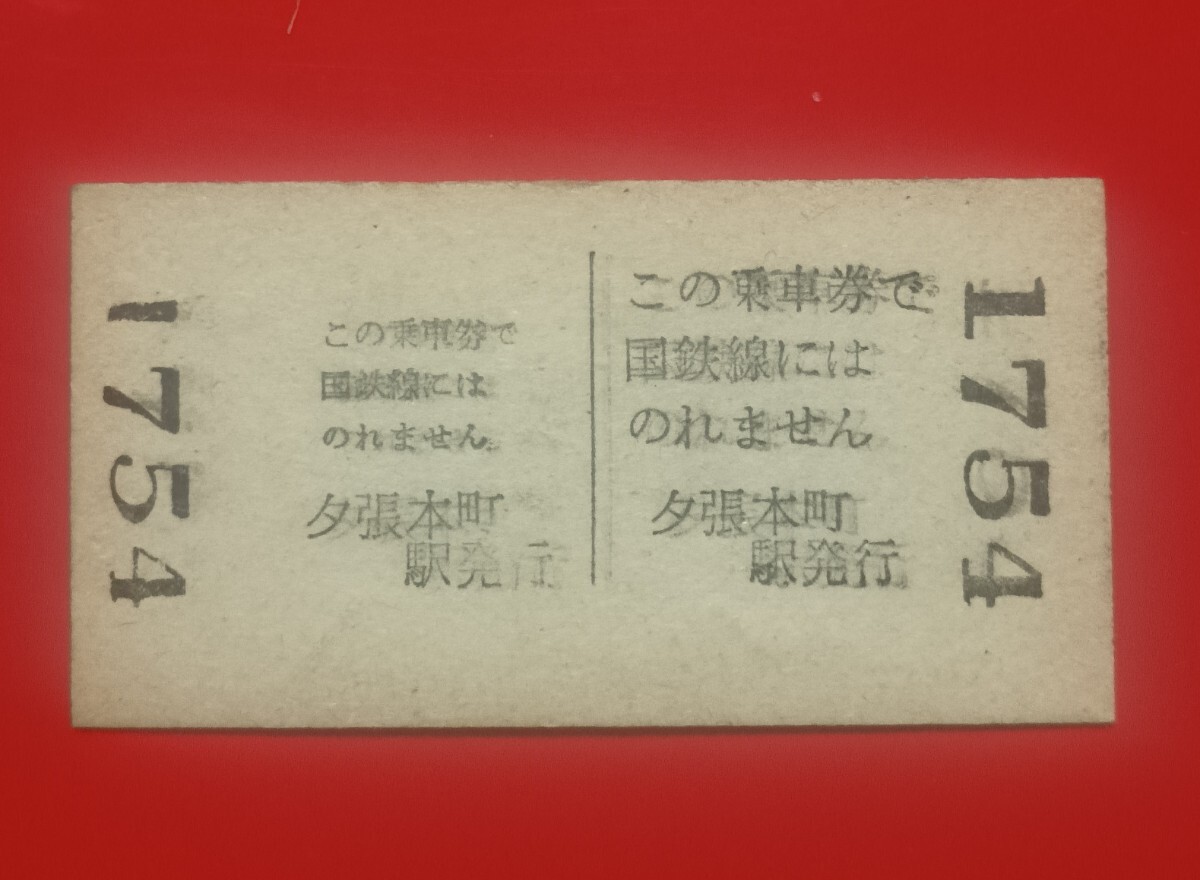 1754
この乗車券で
国鉄線には
のれません
夕張本町
駅発行
この乗車券で
国鉄線には
のれません
夕張本町
駅発行
1754